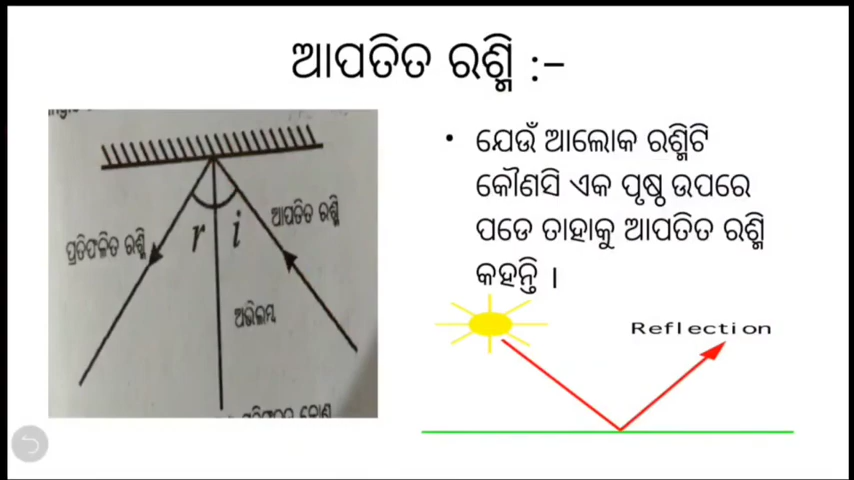 ଆପତିତ ରଶ୍ମି :-
ପ୍ରତିଫଳିତ ରଶ୍ମି
r
i
ଆପତିତ ରଶ୍ମି
ଅଭିଲମ୍ବ
କୋଣ
• ଯେଉଁ ଆଲୋକ ରଶ୍ମିଟି
କୌଣସି ଏକ ପୃଷ୍ଠ ଉପରେ
ପଡେ ତାହାକୁ ଆପତିତ ରଶ୍ମି
କହନ୍ତି ।
Reflection